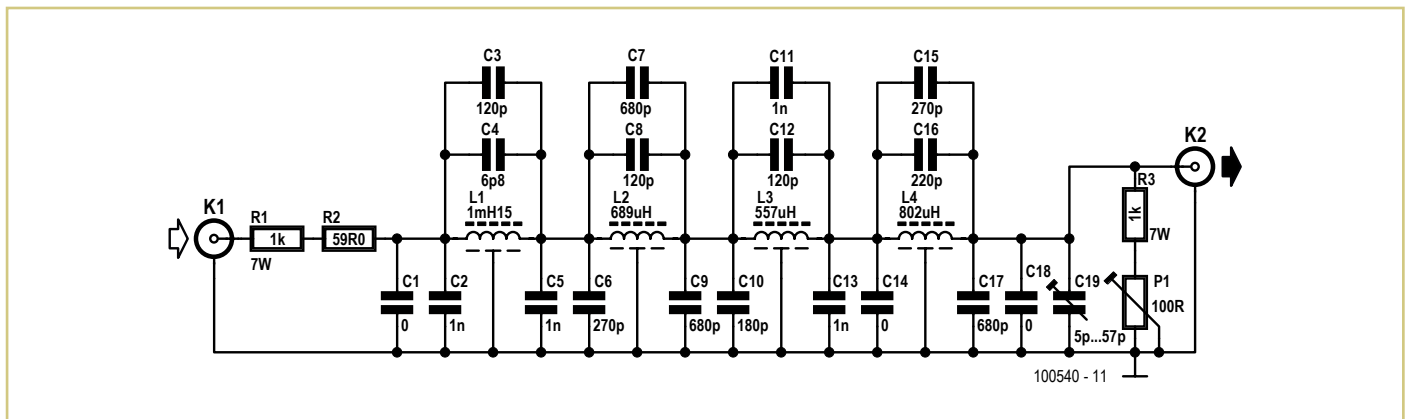 C3
120p
C4
6p8
L1
1mH15
C7
680p
C8
120p
L2
689uH
C11
1n
C12
120p
L3
557uH
C15
270p
C16
220p
L4
802uH
K1
R1
1k
7W
R2
59R0
C1
0
C2
1n
C5
1n
C6
270p
C9
680p
C10
180p
C13
1n
C14
0
C17
680p
C18
0
C19
5p...57p
K2
R3
1k
7W
P1
100R
100540 - 11